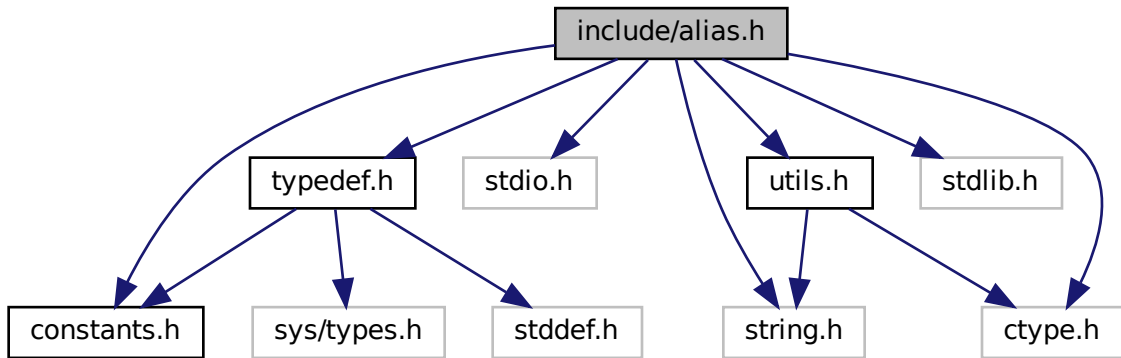 include/alias.h
typedef.h
stdio.h
utils.h
stdlib.h
constants.h
sys/types.h
stddef.h
string.h
ctype.h